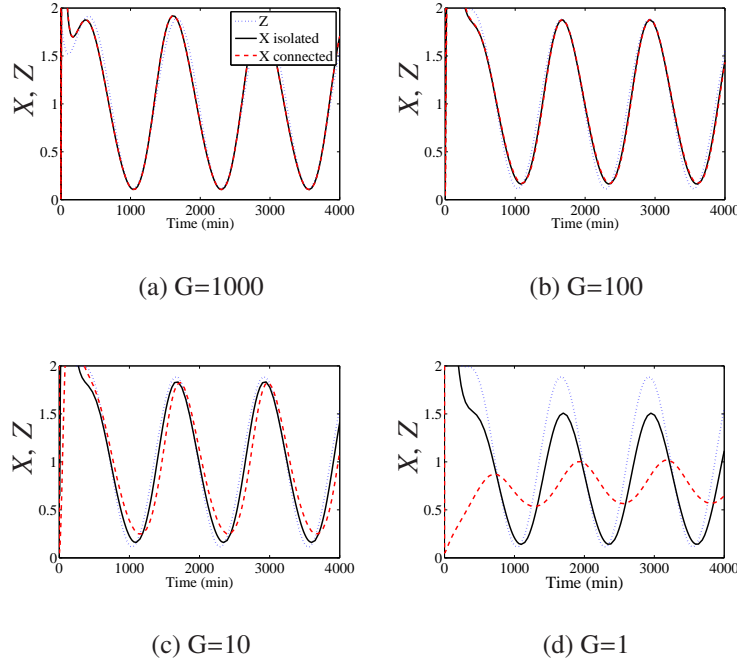 2
1.5
1
0.5
0
X, Z
0
1000
2000
3000
4000
Time (min)
Z
X isolated
X connected
(a) G=1000
2
1.5
1
0.5
0
X, Z
0
1000
2000
3000
4000
Time (min)
(b) G=100
2
1.5
1
0.5
0
X, Z
0
1000
2000
3000
4000
Time (min)
(c) G=10
2
1.5
1
0.5
0
X, Z
0
1000
2000
3000
4000
Time (min)
(d) G=1